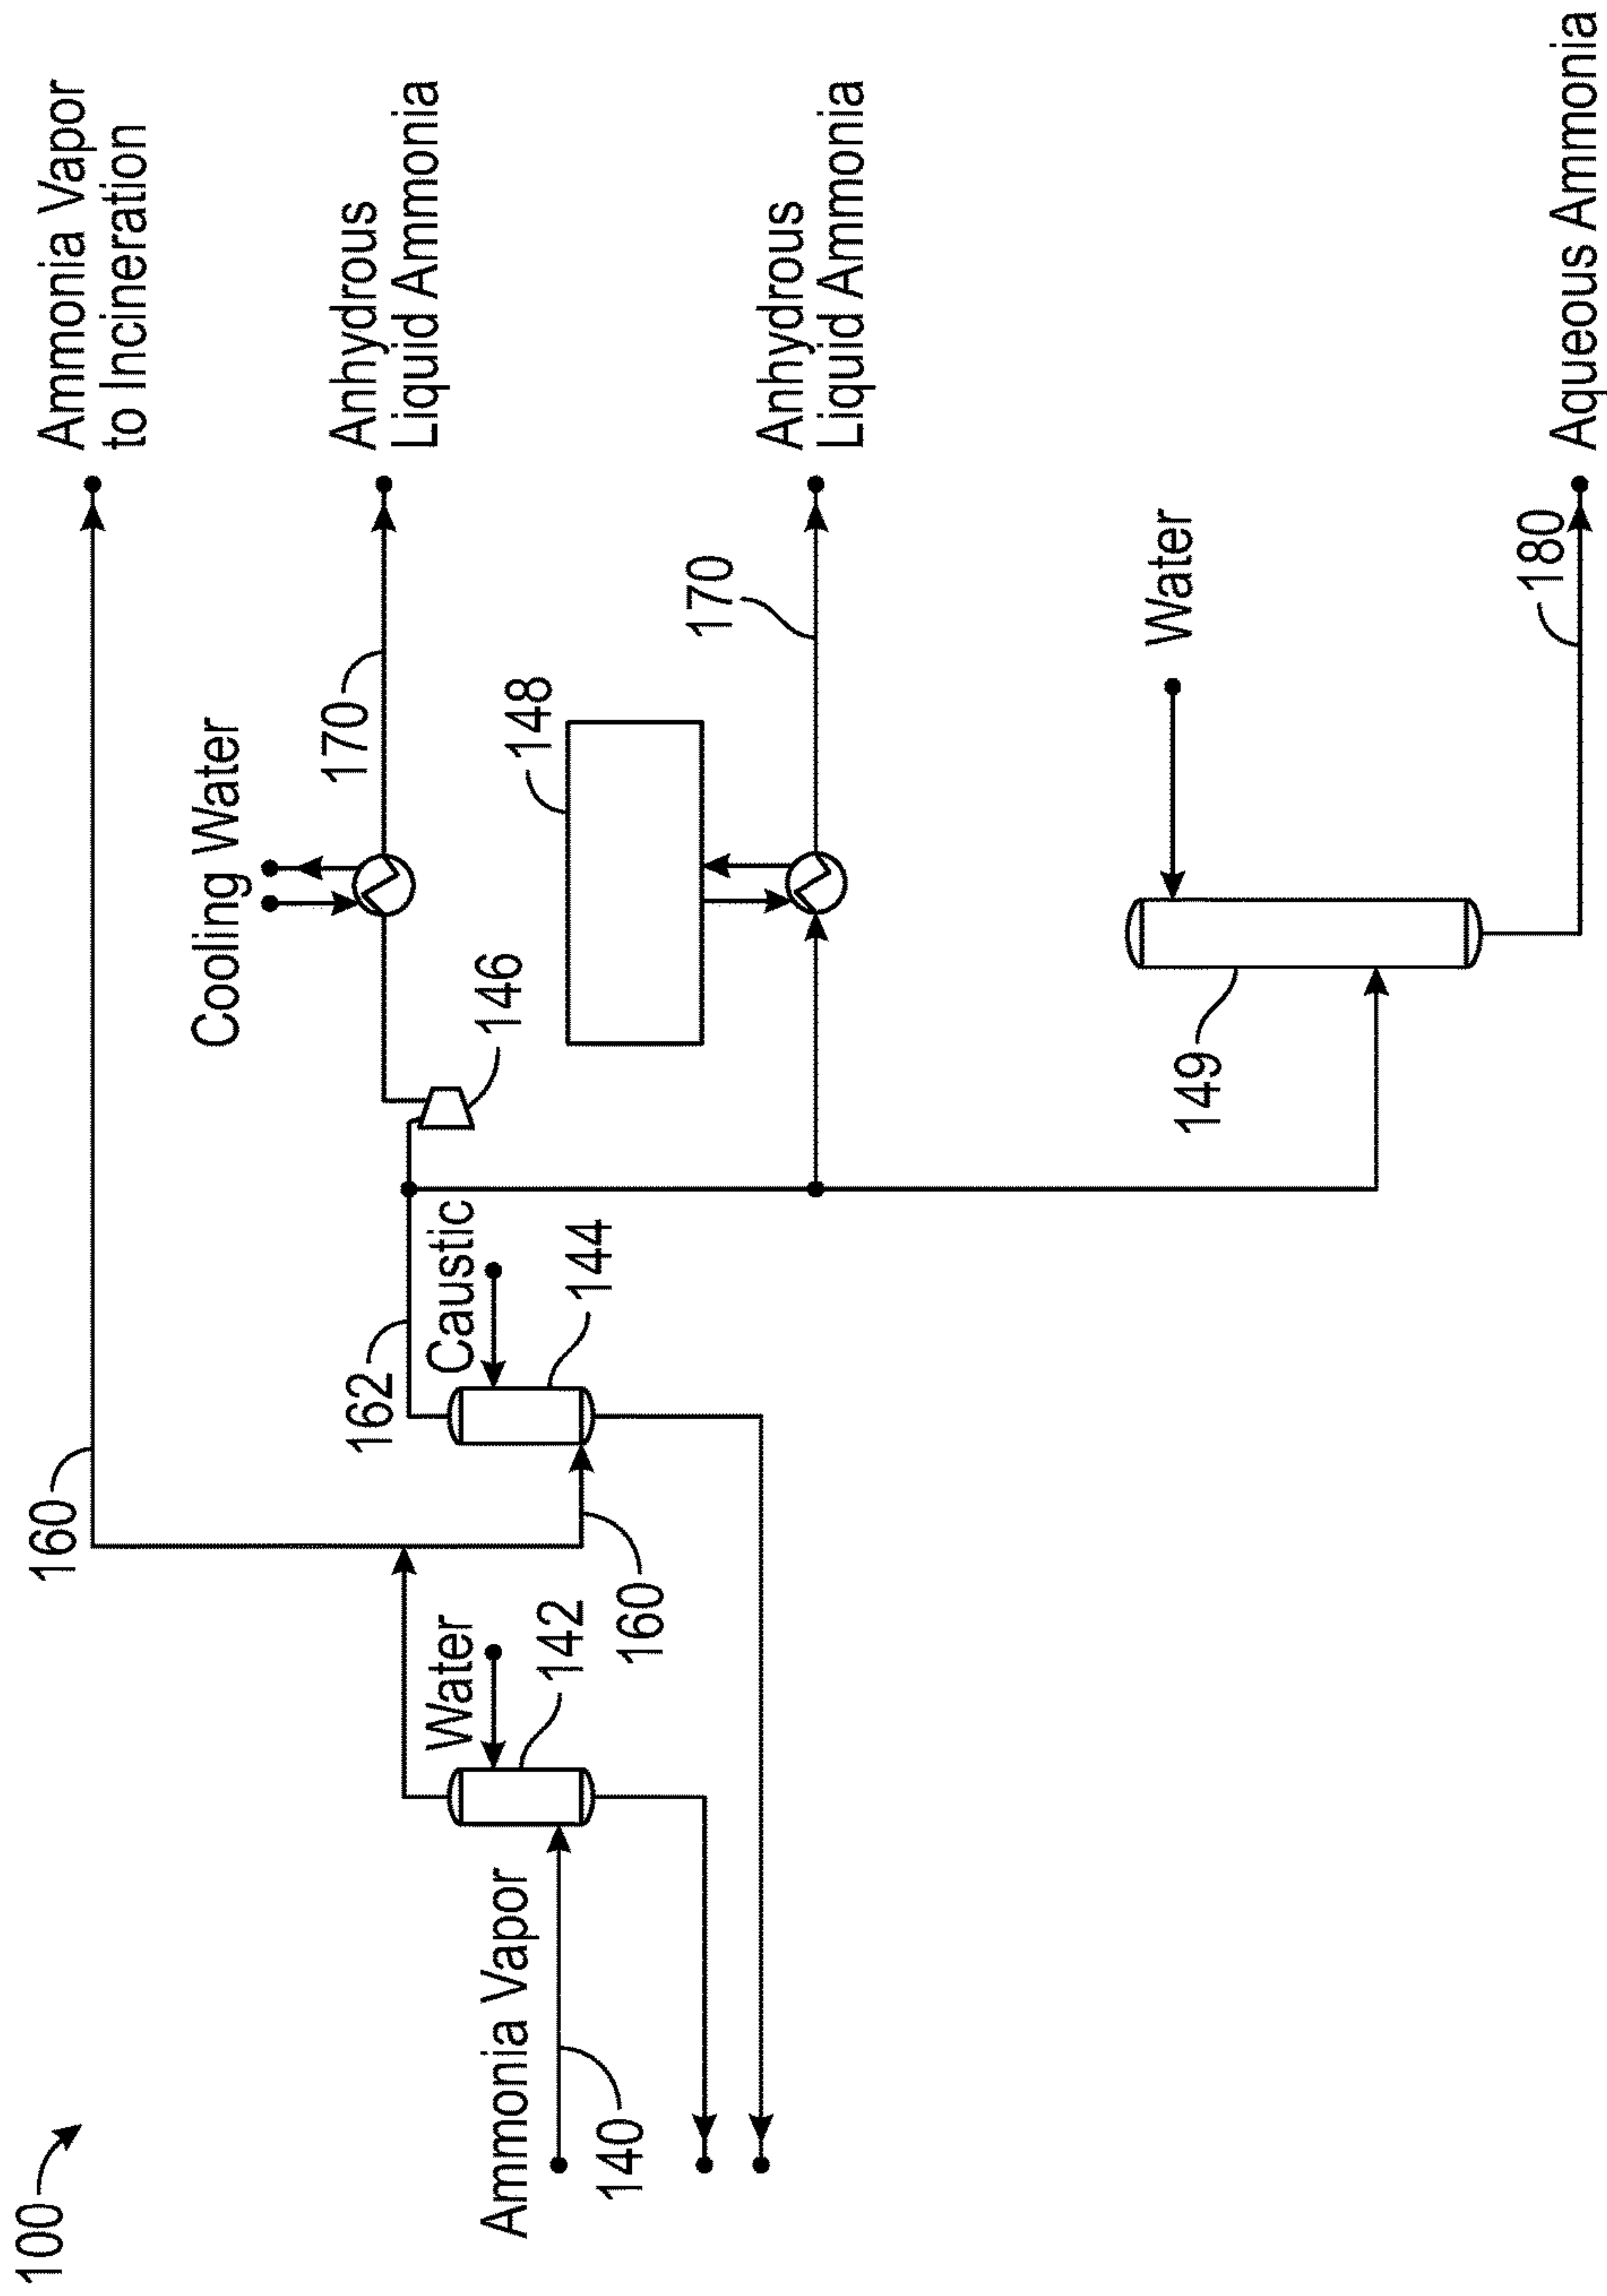 100
Ammonia Vapor
to Incineration
160
Cooling Water
Anhydrous
Liquid Ammonia
170
162
146
148
Caustic
144
Water
142
160
Ammonia Vapor
140
Anhydrous
Liquid Ammonia
170
Water
149
180
Aqueous Ammonia